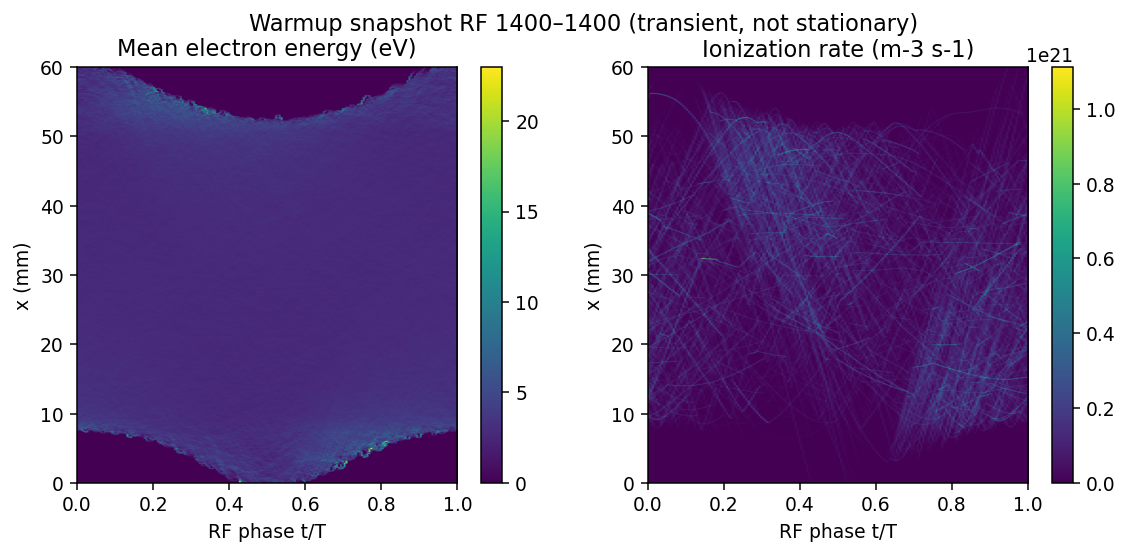 Warmup snapshot RF 1400–1400 (transient, not stationary)
Mean electron energy (eV)
60
50
40
30
20
10
0
x (mm)
0.0 0.2 0.4 0.6 0.8 1.0
RF phase t/T
20
15
10
5
0
Ionization rate (m-3 s-1)
60
50
40
30
20
10
0
x (mm)
0.0 0.2 0.4 0.6 0.8 1.0
RF phase t/T
1e21
1.0
0.8
0.6
0.4
0.2
0.0